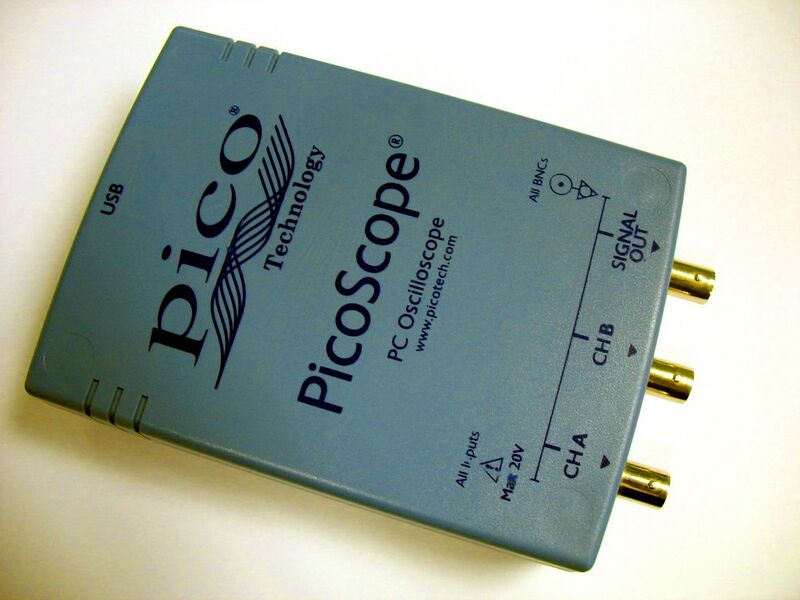 USB
pico®
Technology
PicoScope®
PC Oscilloscope
www.picotech.com
All Inputs
Max 20V
All BNCs
CH A
CH B
SIGNAL
OUT